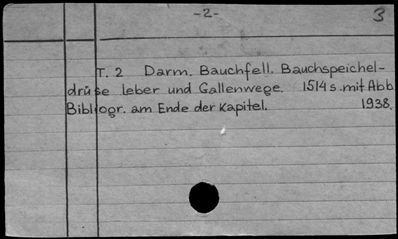 -2-
3
T. 2 Darm. Bauchfell. Bauchspeichel-
drüse leber und Gallenwege. 1514 s. mit Abb
Bibliogr. am Ende der Kapitel. 1938.